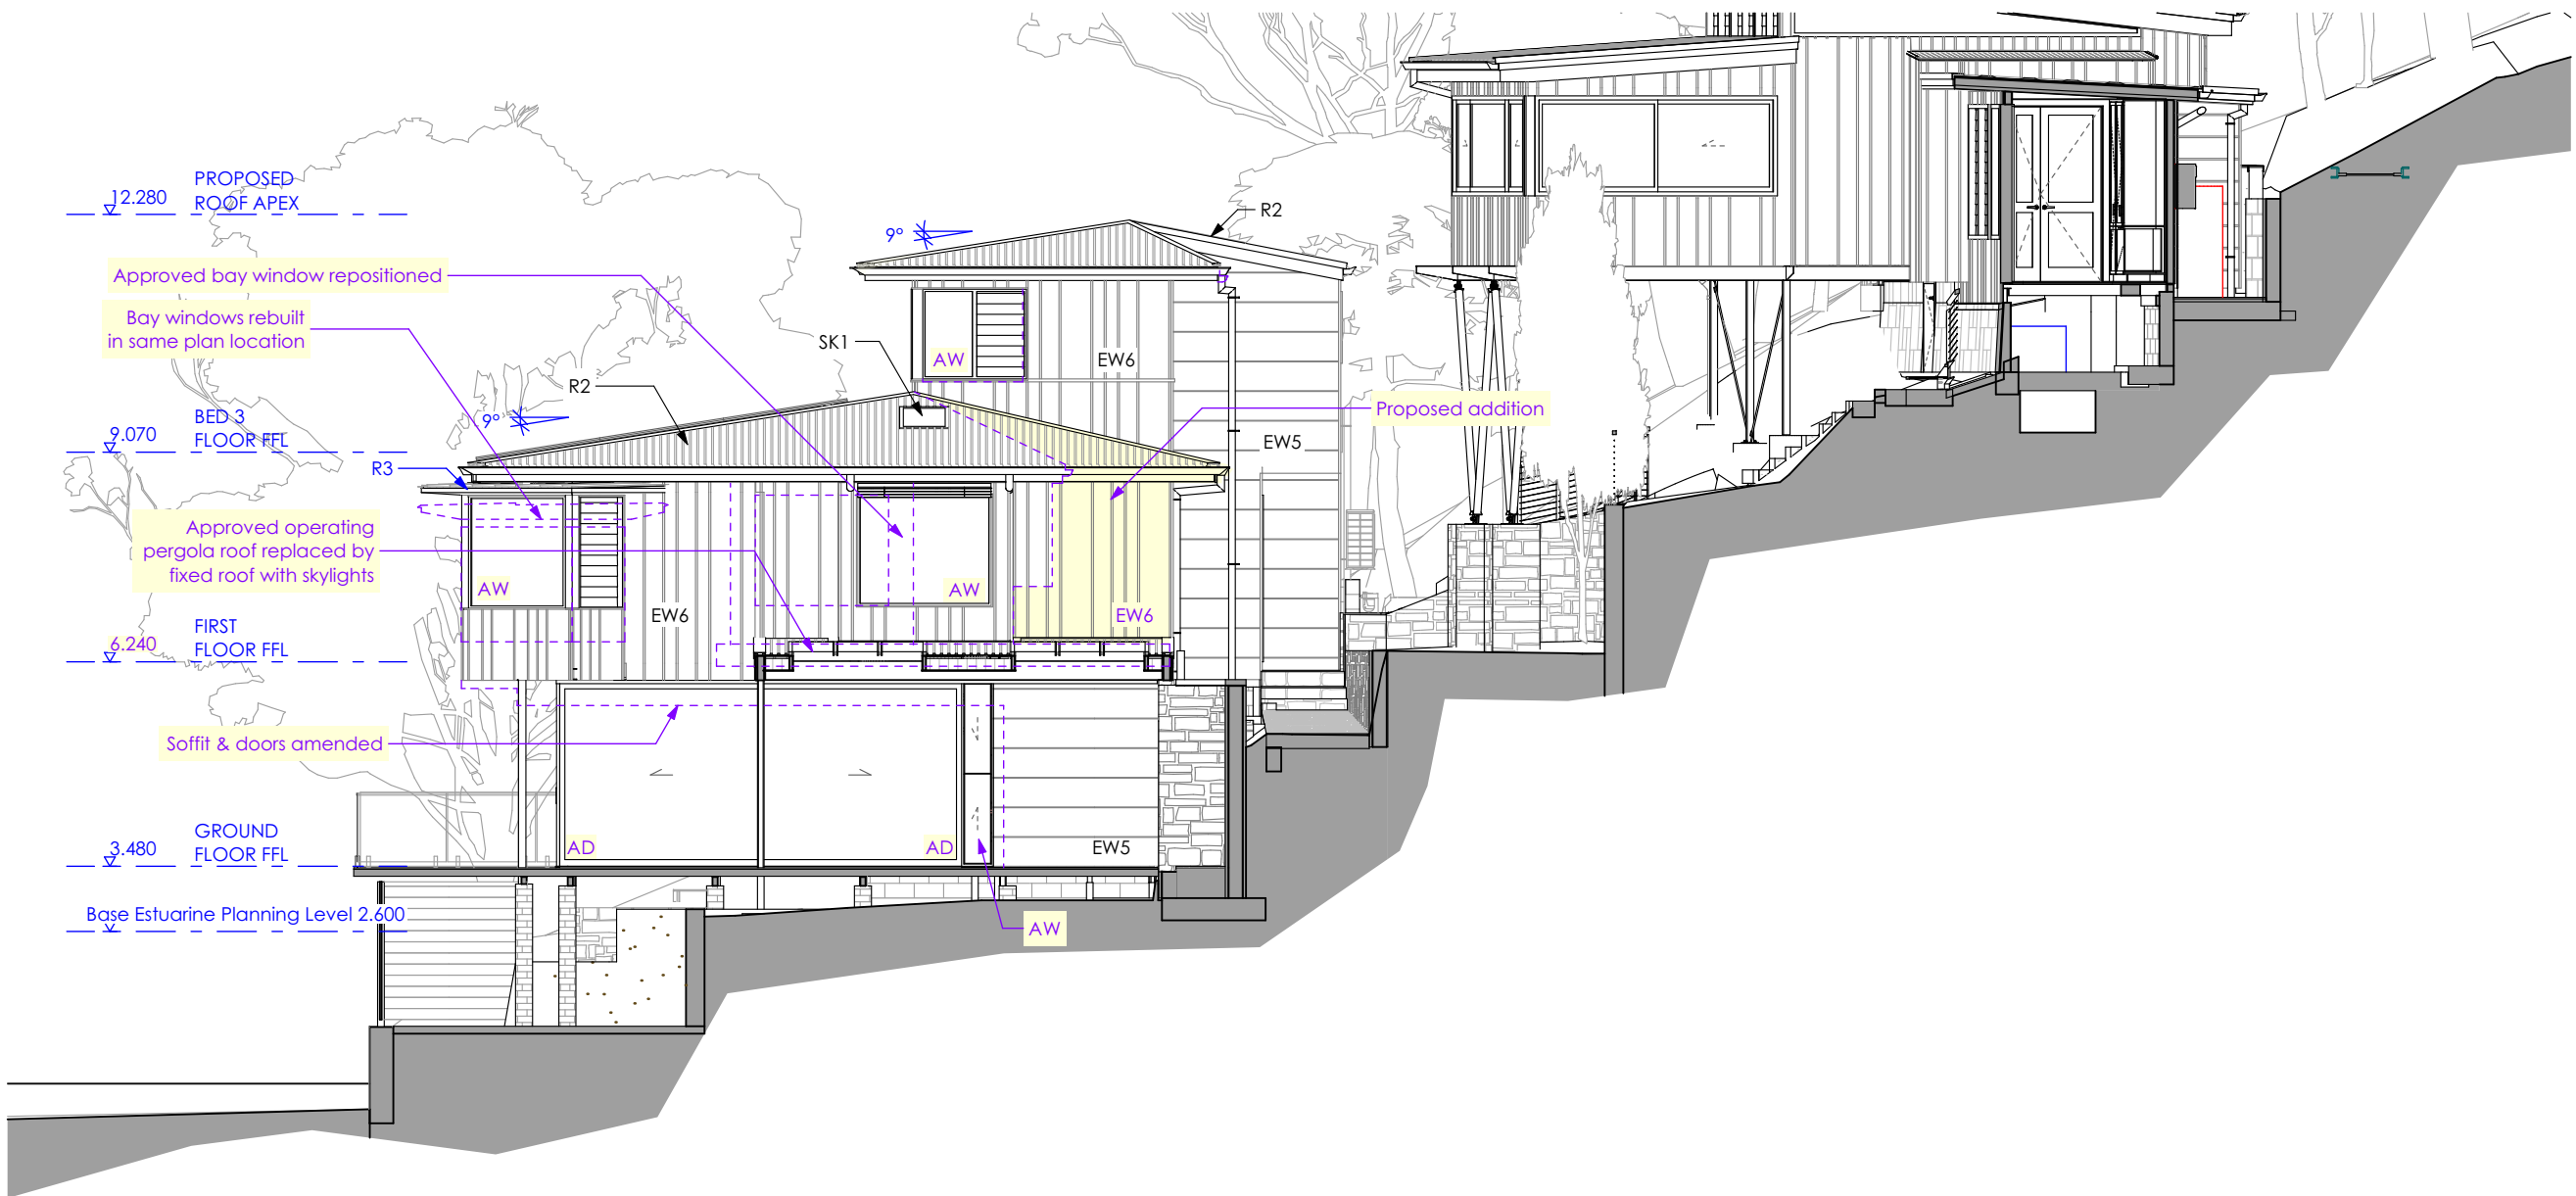 PROPOSED
12.280
ROOF APEX
R2
9°
Approved bay window repositioned
Bay windows rebuilt
in same plan location
SK1
AW
EW6
R2
Proposed addition
BED 3
9°
9.070
FLOOR FFL
EW5
R3
Approved operating
pergola roof replaced by
fixed roof with skylights
AW
AW
EW6
EW6
FIRST
6.240
FLOOR FFL
Soffit & doors amended
GROUND
3.480
FLOOR FFL
AD
AD
EW5
Base Estuarine Planning Level 2.600
AW